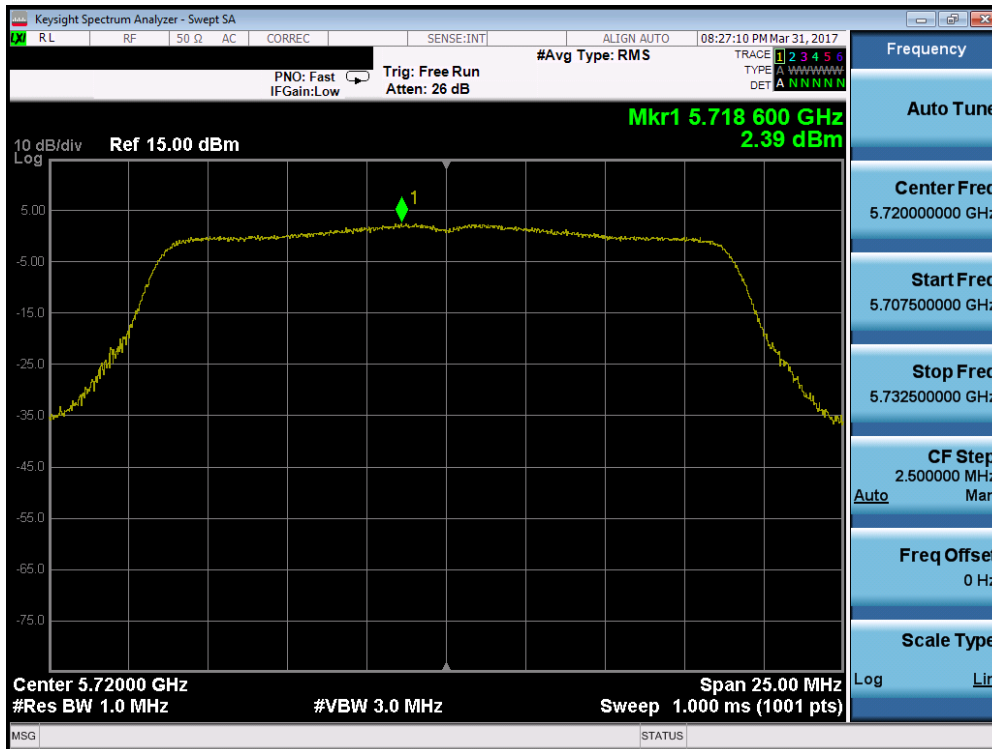 Keysight Spectrum Analyzer - Swept SA
LXI RL RF 50 Ω AC CORREC SENSE:INT ALIGN AUTO 08:27:10 PM Mar 31, 2017
#Avg Type: RMS
TRACE 1 2 3 4 5 6
TYPE A WWWWW
DET A N N N N N
PNO: Fast
IFGain:Low
Trig: Free Run
Atten: 26 dB
Mkr1 5.718 600 GHz
2.39 dBm
10 dB/div
Log
Ref 15.00 dBm
1
5.00
-5.00
-15.0
-25.0
-35.0
-45.0
-55.0
-65.0
-75.0
Center 5.72000 GHz
Span 25.00 MHz
#Res BW 1.0 MHz
#VBW 3.0 MHz
Sweep 1.000 ms (1001 pts)
MSG
STATUS
Frequency
Auto Tune
Center Freq
5.720000000 GHz
Start Freq
5.707500000 GHz
Stop Freq
5.732500000 GHz
CF Step
2.500000 MHz
Auto Man
Freq Offset
0 Hz
Scale Type
Log Lin